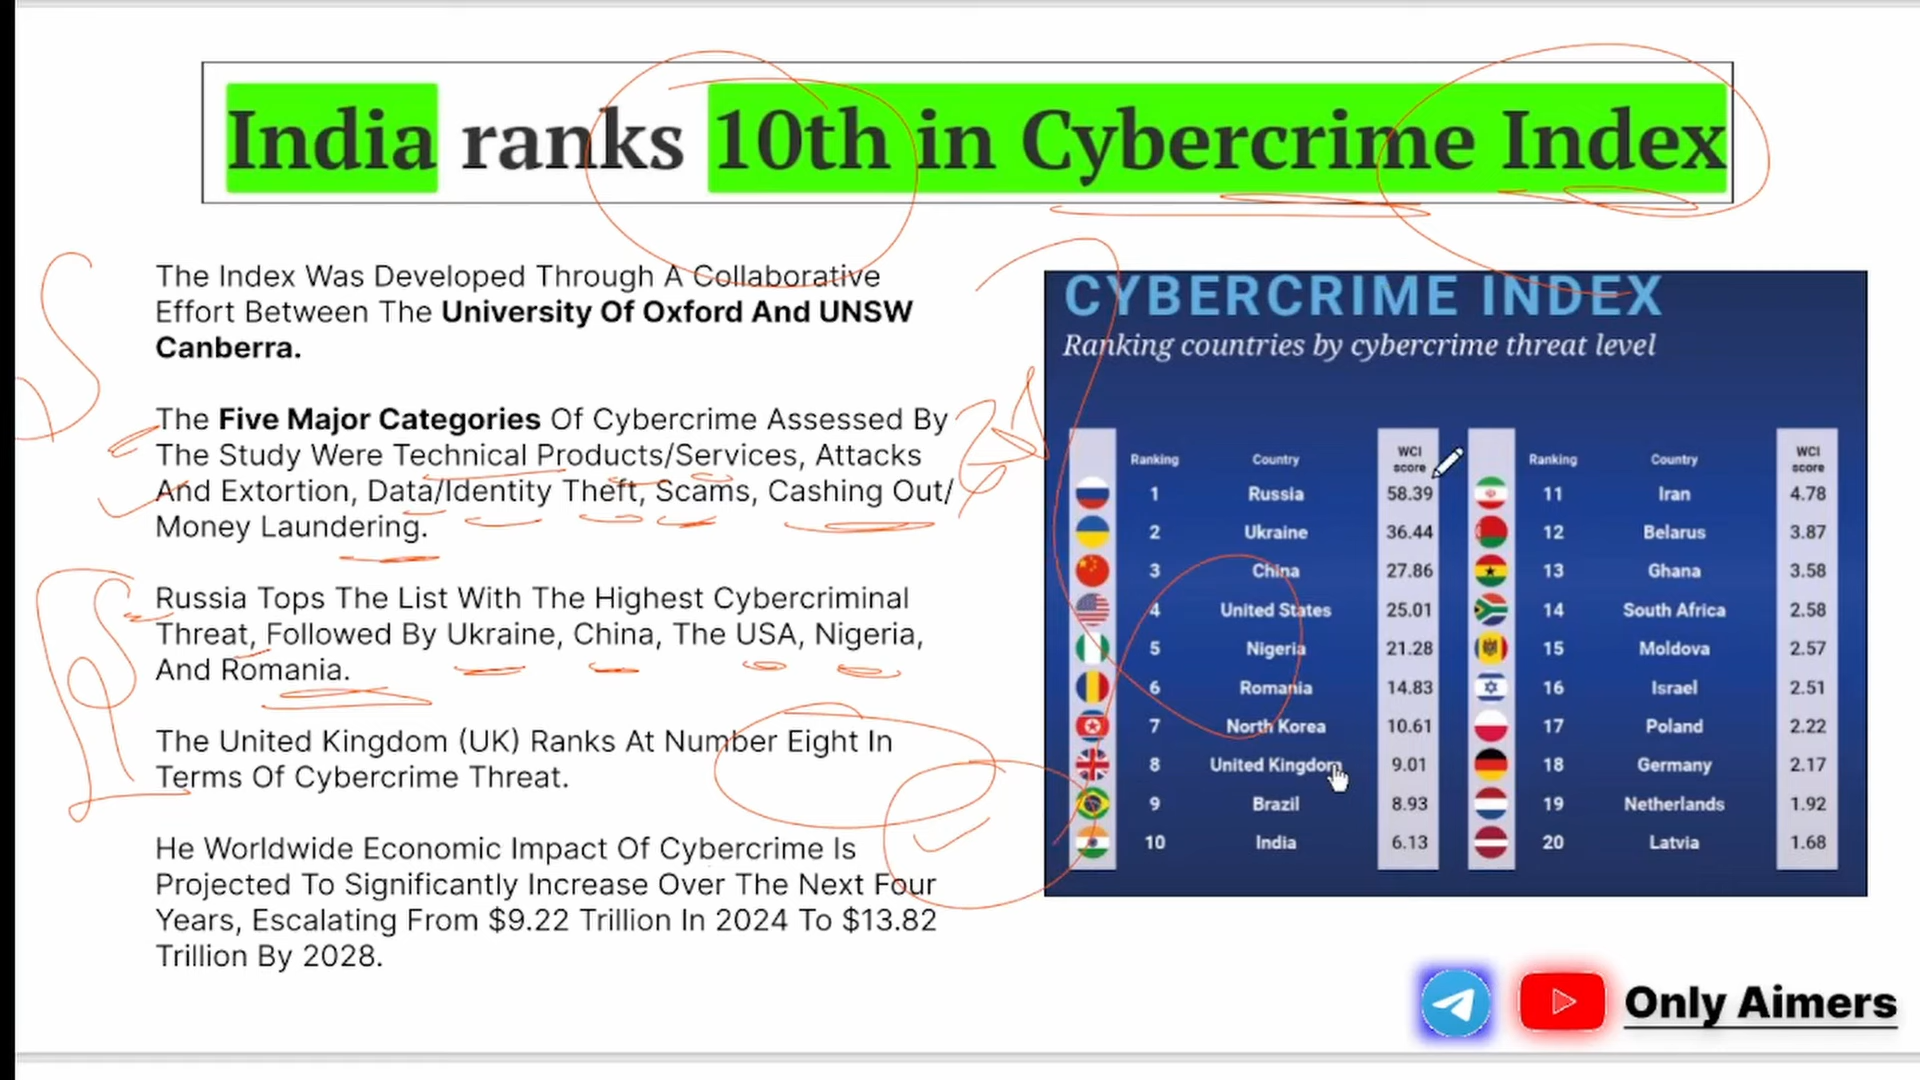 India ranks 10th in Cybercrime Index
The Index Was Developed Through A Collaborative
Effort Between The University Of Oxford And UNSW
Canberra.
The Five Major Categories Of Cybercrime Assessed By
The Study Were Technical Products/Services, Attacks
And Extortion, Data/Identity Theft, Scams, Cashing Out/
Money Laundering.
Russia Tops The List With The Highest Cybercriminal
Threat, Followed By Ukraine, China, The USA, Nigeria,
And Romania.
The United Kingdom (UK) Ranks At Number Eight In
Terms Of Cybercrime Threat.
He Worldwide Economic Impact Of Cybercrime Is
Projected To Significantly Increase Over The Next Four
Years, Escalating From $9.22 Trillion In 2024 To $13.82
Trillion By 2028.
CYBERCRIME INDEX
Ranking countries by cybercrime threat level
Ranking Country WCI score Ranking Country WCI score
1 Russia 58.39 11 Iran 4.78
2 Ukraine 36.44 12 Belarus 3.87
3 China 27.86 13 Ghana 3.58
4 United States 25.01 14 South Africa 2.58
5 Nigeria 21.28 15 Moldova 2.57
6 Romania 14.83 16 Israel 2.51
7 North Korea 10.61 17 Poland 2.22
8 United Kingdom 9.01 18 Germany 2.17
9 Brazil 8.93 19 Netherlands 1.92
10 India 6.13 20 Latvia 1.68
Only Aimers